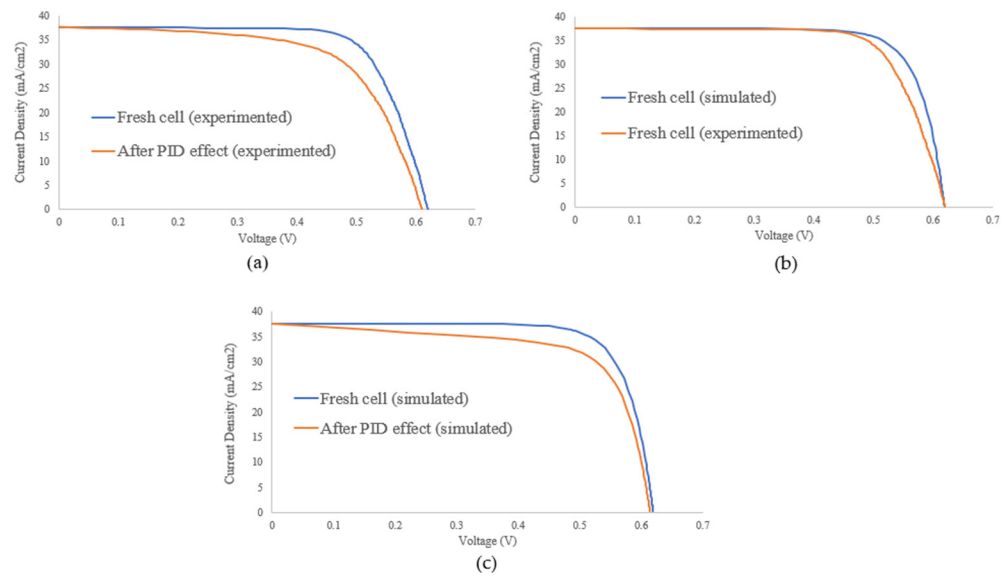 40
35
30
25
20
15
10
5
0
Current Density (mA/cm2)
Fresh cell (experimented)
After PID effect (experimented)
0 0.1 0.2 0.3 0.4 0.5 0.6 0.7
Voltage (V)
(a)
40
35
30
25
20
15
10
5
0
Current Density (mA/cm2)
Fresh cell (simulated)
Fresh cell (experimented)
0 0.1 0.2 0.3 0.4 0.5 0.6 0.7
Voltage (V)
(b)
40
35
30
25
20
15
10
5
0
Current Density (mA/cm2)
Fresh cell (simulated)
After PID effect (simulated)
0 0.1 0.2 0.3 0.4 0.5 0.6 0.7
Voltage (V)
(c)